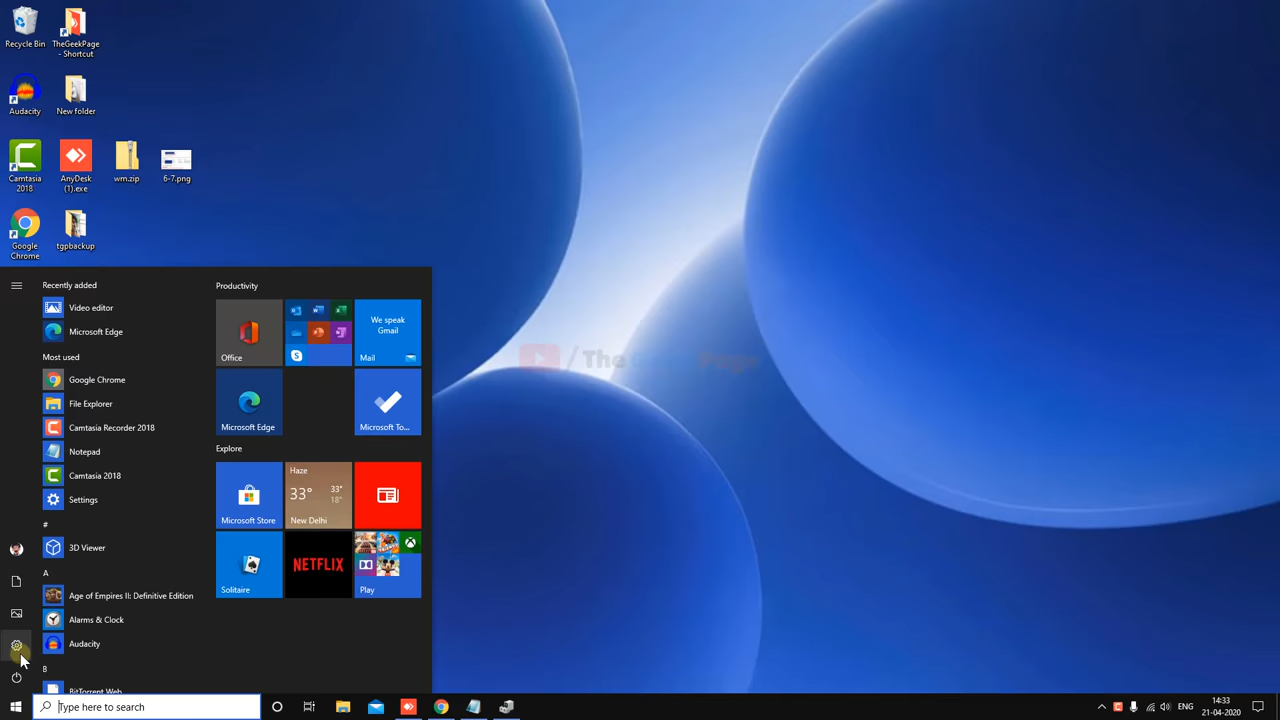 Recycle Bin
TheGeekPage
- Shortcut
Audacity
New folder
Camtasia
2018
AnyDesk
(1).exe
wm.zip
6-7.png
Google
Chrome
tgpbackup
Recently added
Video editor
Microsoft Edge
Most used
Google Chrome
File Explorer
Camtasia Recorder 2018
Notepad
Camtasia 2018
Settings
#
3D Viewer
A
Age of Empires II: Definitive Edition
Alarms & Clock
Audacity
B
BitTorrent Web
Productivity
Office
We speak
Gmail
Mail
Microsoft Edge
Microsoft To...
Explore
Microsoft Store
Haze
33°
33°
18°
New Delhi
Solitaire
NETFLIX
Play
/The
Type here to search
ENG
14:33
21-04-2020